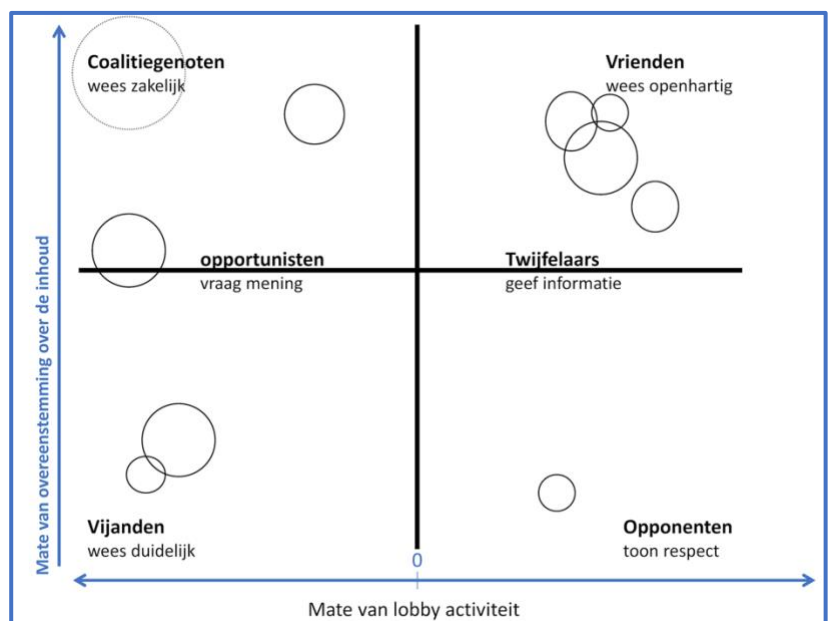 Coalitiegenoten
wees zakelijk
Vrienden
wees openhartig
opportunisten
vraag mening
Twijfelaars
geef informatie
Mate van overeenstemming over de inhoud
Vijanden
wees duidelijk
Opponenten
toon respect
0
Mate van lobby activiteit